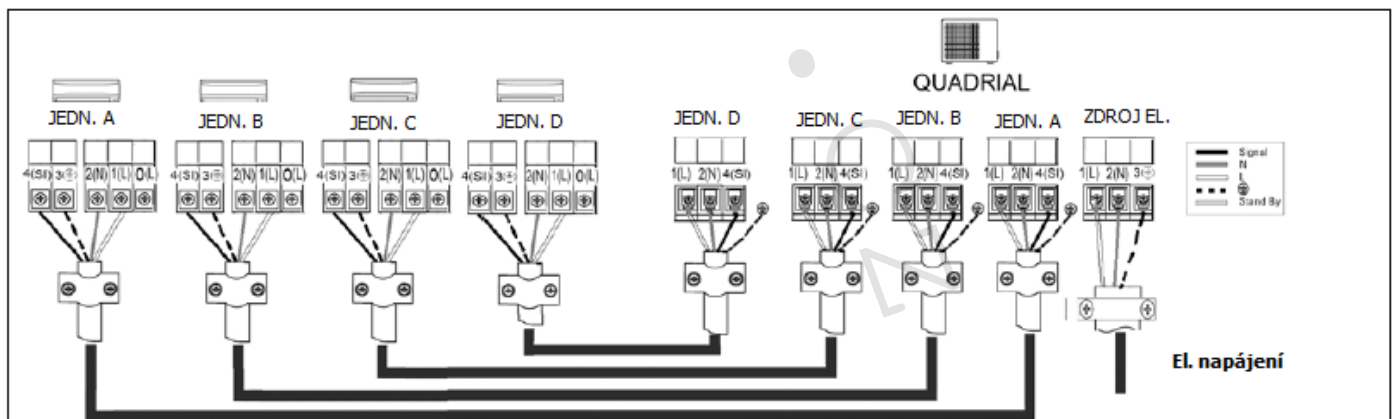 QUADRIAL
JEDN. A
JEDN. B
JEDN. C
JEDN. D
JEDN. D
JEDN. C
JEDN. B
JEDN. A
ZDROJ EL.
4(SI) 3 2(N) 1(L) 0(L)
4(SI) 3 2(N) 1(L) 0(L)
4(SI) 3 2(N) 1(L) 0(L)
4(SI) 3 2(N) 1(L) 0(L)
1(L) 2(N) 4(SI)
1(L) 2(N) 4(SI)
1(L) 2(N) 4(SI)
1(L) 2(N) 4(SI)
1(L) 2(N) 3
Signal
N
L
Stand By
El. napájení